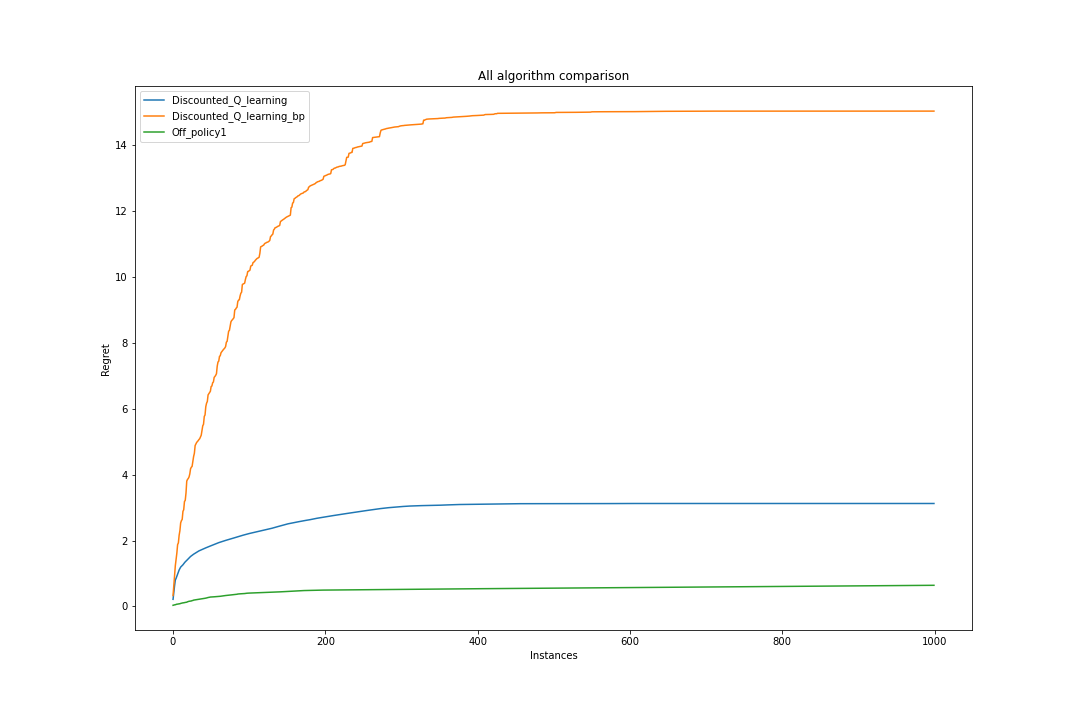 All algorithm comparison
Discounted_Q_learning
Discounted_Q_learning_bp
Off_policy1
14
12
10
8
6
4
2
0
Regret
0 200 400 600 800 1000
Instances